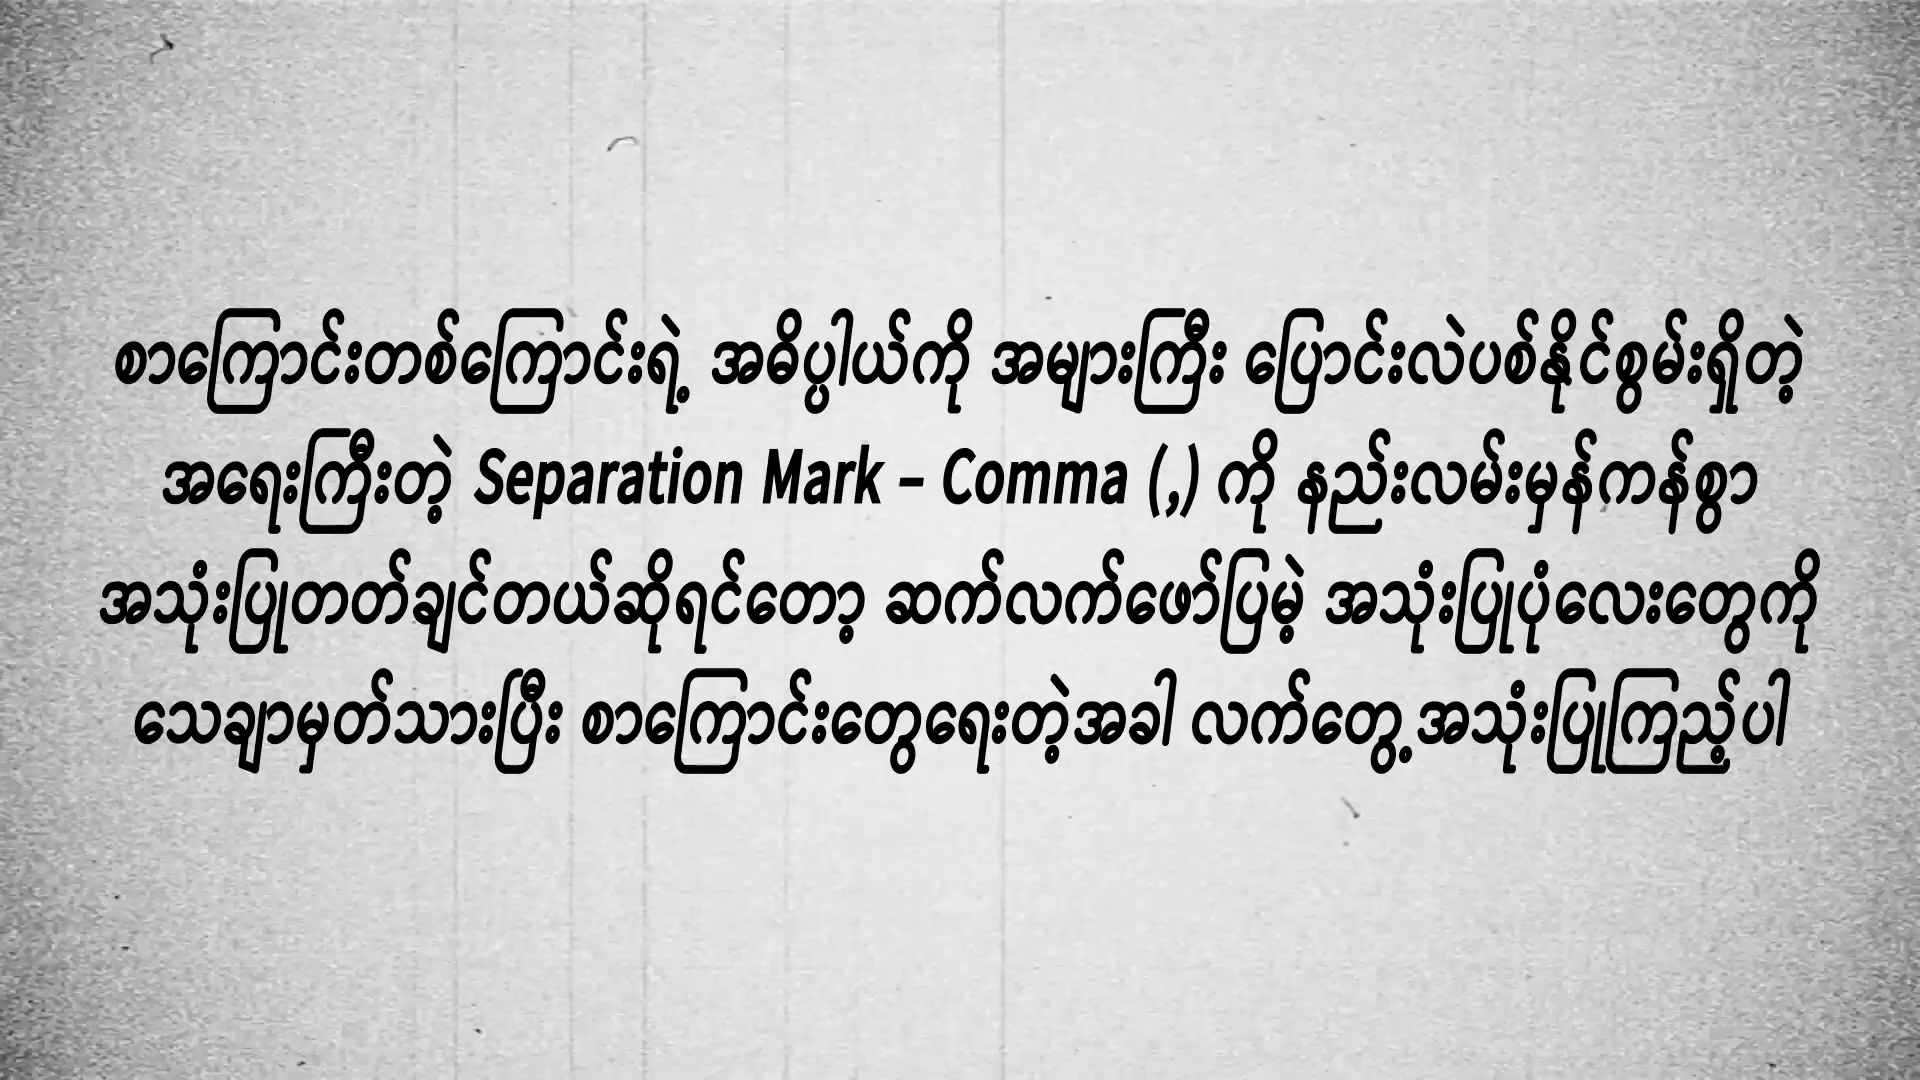 စာကြောင်းတစ်ကြောင်းရဲ့ အဓိပ္ပါယ်ကို အများကြီး ပြောင်းလဲပစ်နိုင်စွမ်းရှိတဲ့
အရေးကြီးတဲ့ Separation Mark – Comma (,) ကို နည်းလမ်းမှန်ကန်စွာ
အသုံးပြုတတ်ချင်တယ်ဆိုရင်တော့ ဆက်လက်ဖော်ပြမဲ့ အသုံးပြုပုံလေးတွေကို
သေချာမှတ်သားပြီး စာကြောင်းတွေရေးတဲ့အခါ လက်တွေ့အသုံးပြုကြည့်ပါ